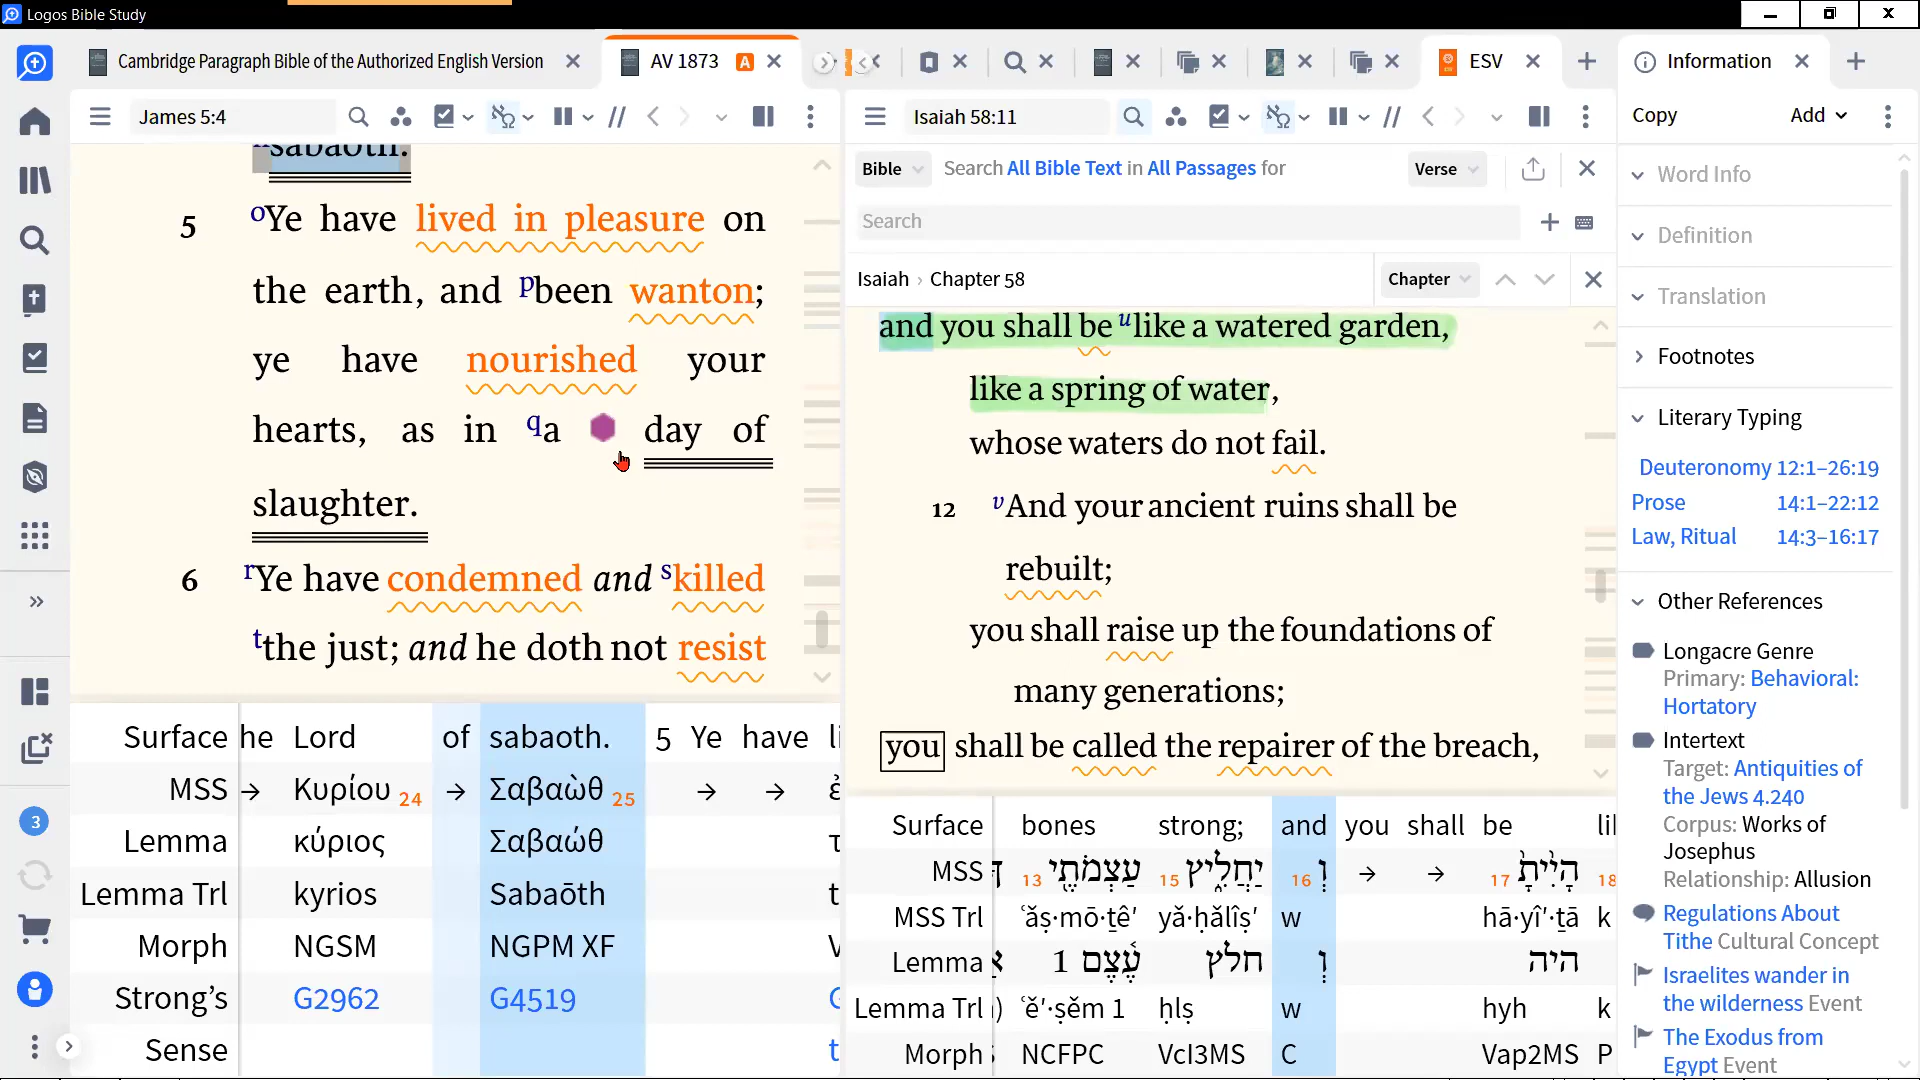 Logos Bible Study
Cambridge Paragraph Bible of the Authorized English Version
AV 1873 A
ESV
Information
James 5:4
Isaiah 58:11
Copy
Add
sabaoth.
5 oYe have lived in pleasure on
the earth, and pbeen wanton;
ye have nourished your
hearts, as in qa day of
slaughter.
6 rYe have condemned and skilled
tthe just; and he doth not resist
Surface he Lord of sabaoth. 5 Ye have li
MSS → Κυρίου 24 → Σαβαὼθ 25 → →
Lemma κύριος Σαβαώθ τ
Lemma Trl kyrios Sabaōth t
Morph NGSM NGPM XF V
Strong's G2962 G4519 G
Sense t
3
Bible
Search All Bible Text in All Passages for
Verse
Search
Isaiah › Chapter 58
Chapter
and you shall be ulike a watered garden,
like a spring of water,
whose waters do not fail.
12 vAnd your ancient ruins shall be
rebuilt;
you shall raise up the foundations of
many generations;
you shall be called the repairer of the breach,
Surface bones strong; and you shall be li
MSS 13 עַצְמֹתֶ֖י 15 יַחֲלִ֑יץ 16 וְ → → 17 הָיִ֙יתָ֙ 18
MSS Trl ʿăṣ·mō·ṯê′ yă·ḥălîṣ′ w hā·yî′·tā k
Lemma עֶ֫צֶם 1 חלץ וְ היה
Lemma Trl ) ʿĕ′·ṣĕm 1 ḥlṣ w hyh k
Morph NCFPC VcI3MS C Vap2MS P
Word Info
Definition
Translation
Footnotes
Literary Typing
Deuteronomy 12:1–26:19
Prose 14:1–22:12
Law, Ritual 14:3–16:17
Other References
Longacre Genre
Primary: Behavioral:
Hortatory
Intertext
Target: Antiquities of
the Jews 4.240
Corpus: Works of
Josephus
Relationship: Allusion
Regulations About
Tithe Cultural Concept
Israelites wander in
the wilderness Event
The Exodus from
Egypt Event